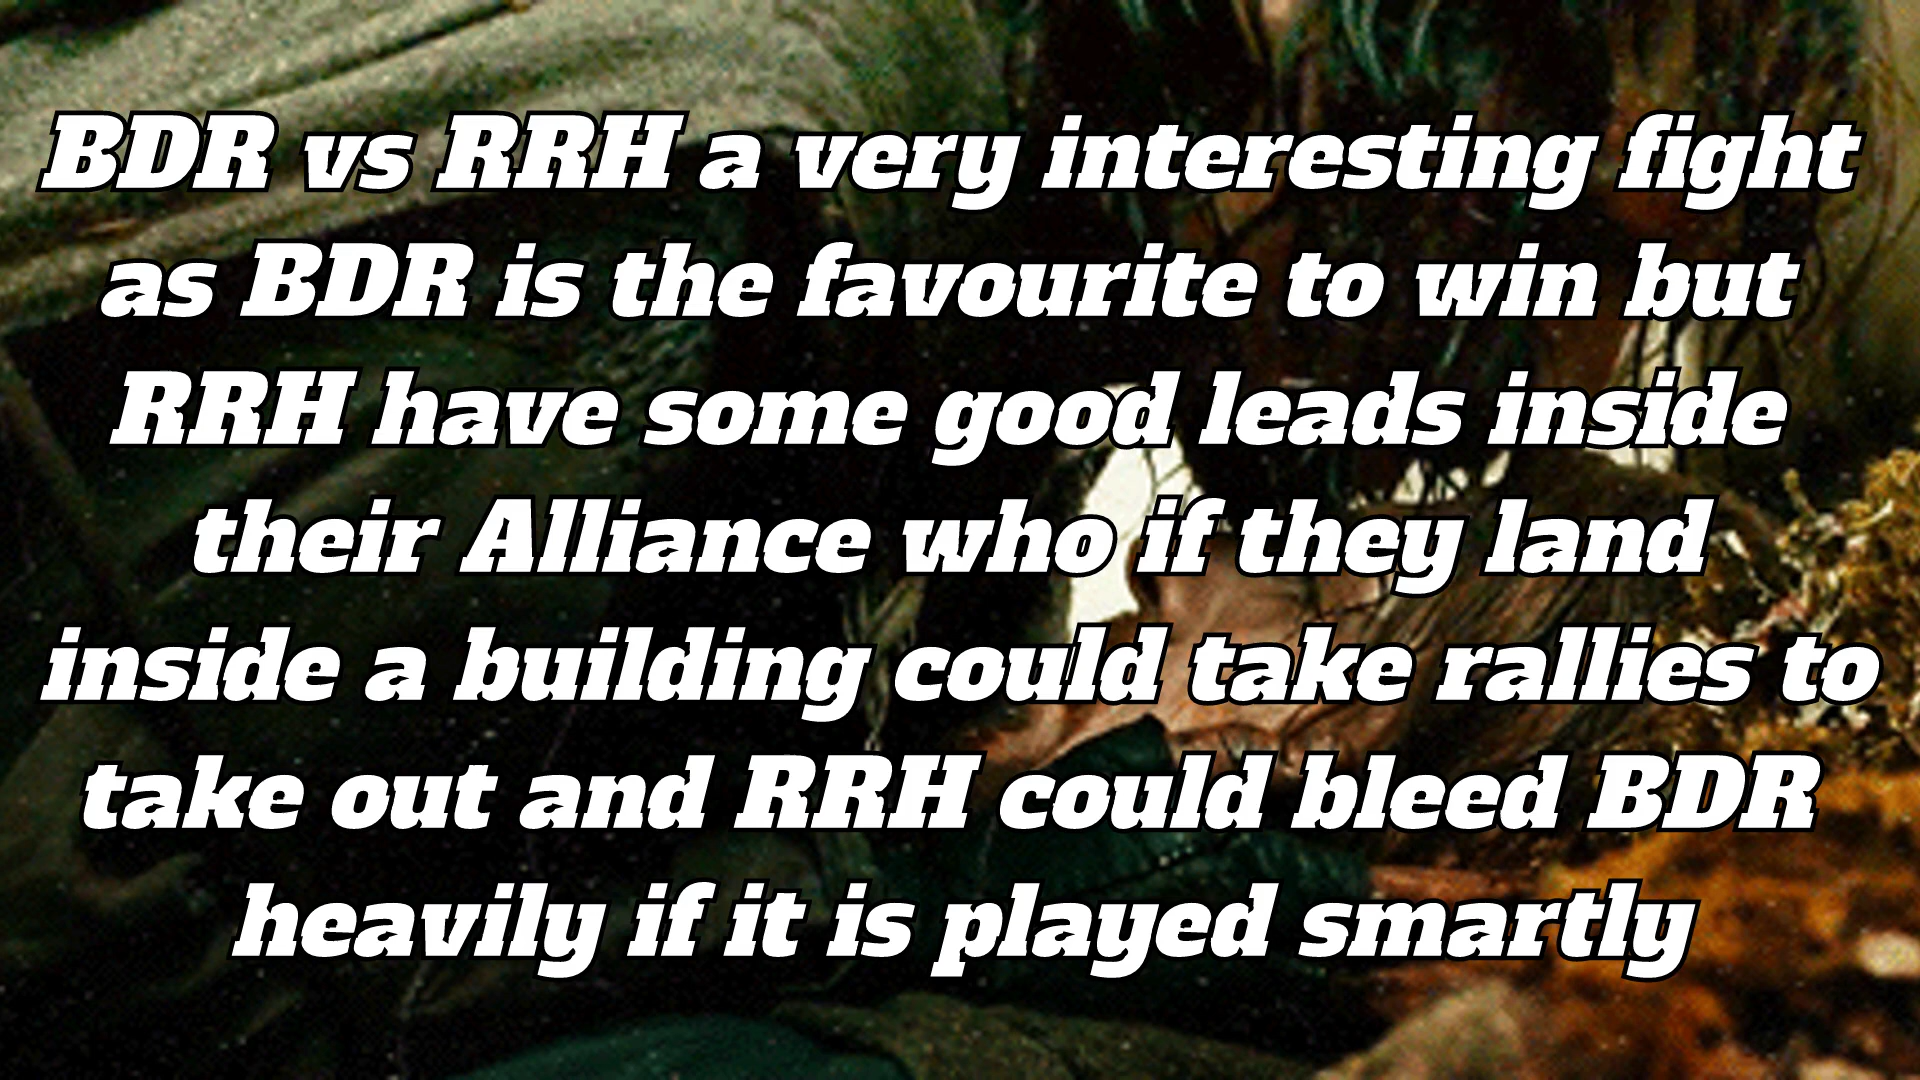 BDR vs RRH a very interesting fight
as BDR is the favourite to win but
RRH have some good leads inside
their Alliance who if they land
inside a building could take rallies to
take out and RRH could bleed BDR
heavily if it is played smartly